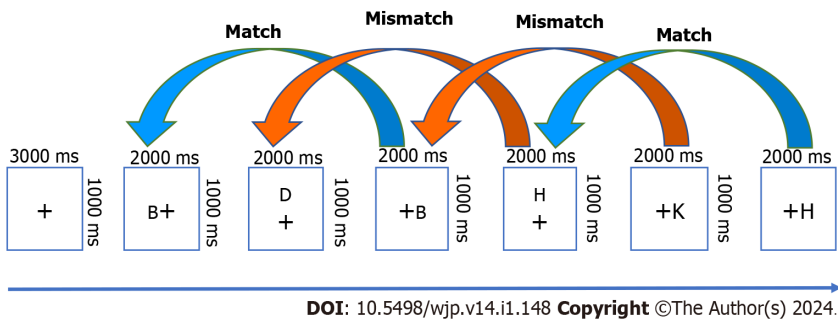 Match
Mismatch
Mismatch
Match
3000 ms
2000 ms
2000 ms
2000 ms
2000 ms
2000 ms
2000 ms
+
1000 ms
B+
1000 ms
D
+
1000 ms
+B
1000 ms
H
+
1000 ms
+K
1000 ms
+H
DOI: 10.5498/wjp.v14.i1.148 Copyright ©The Author(s) 2024.